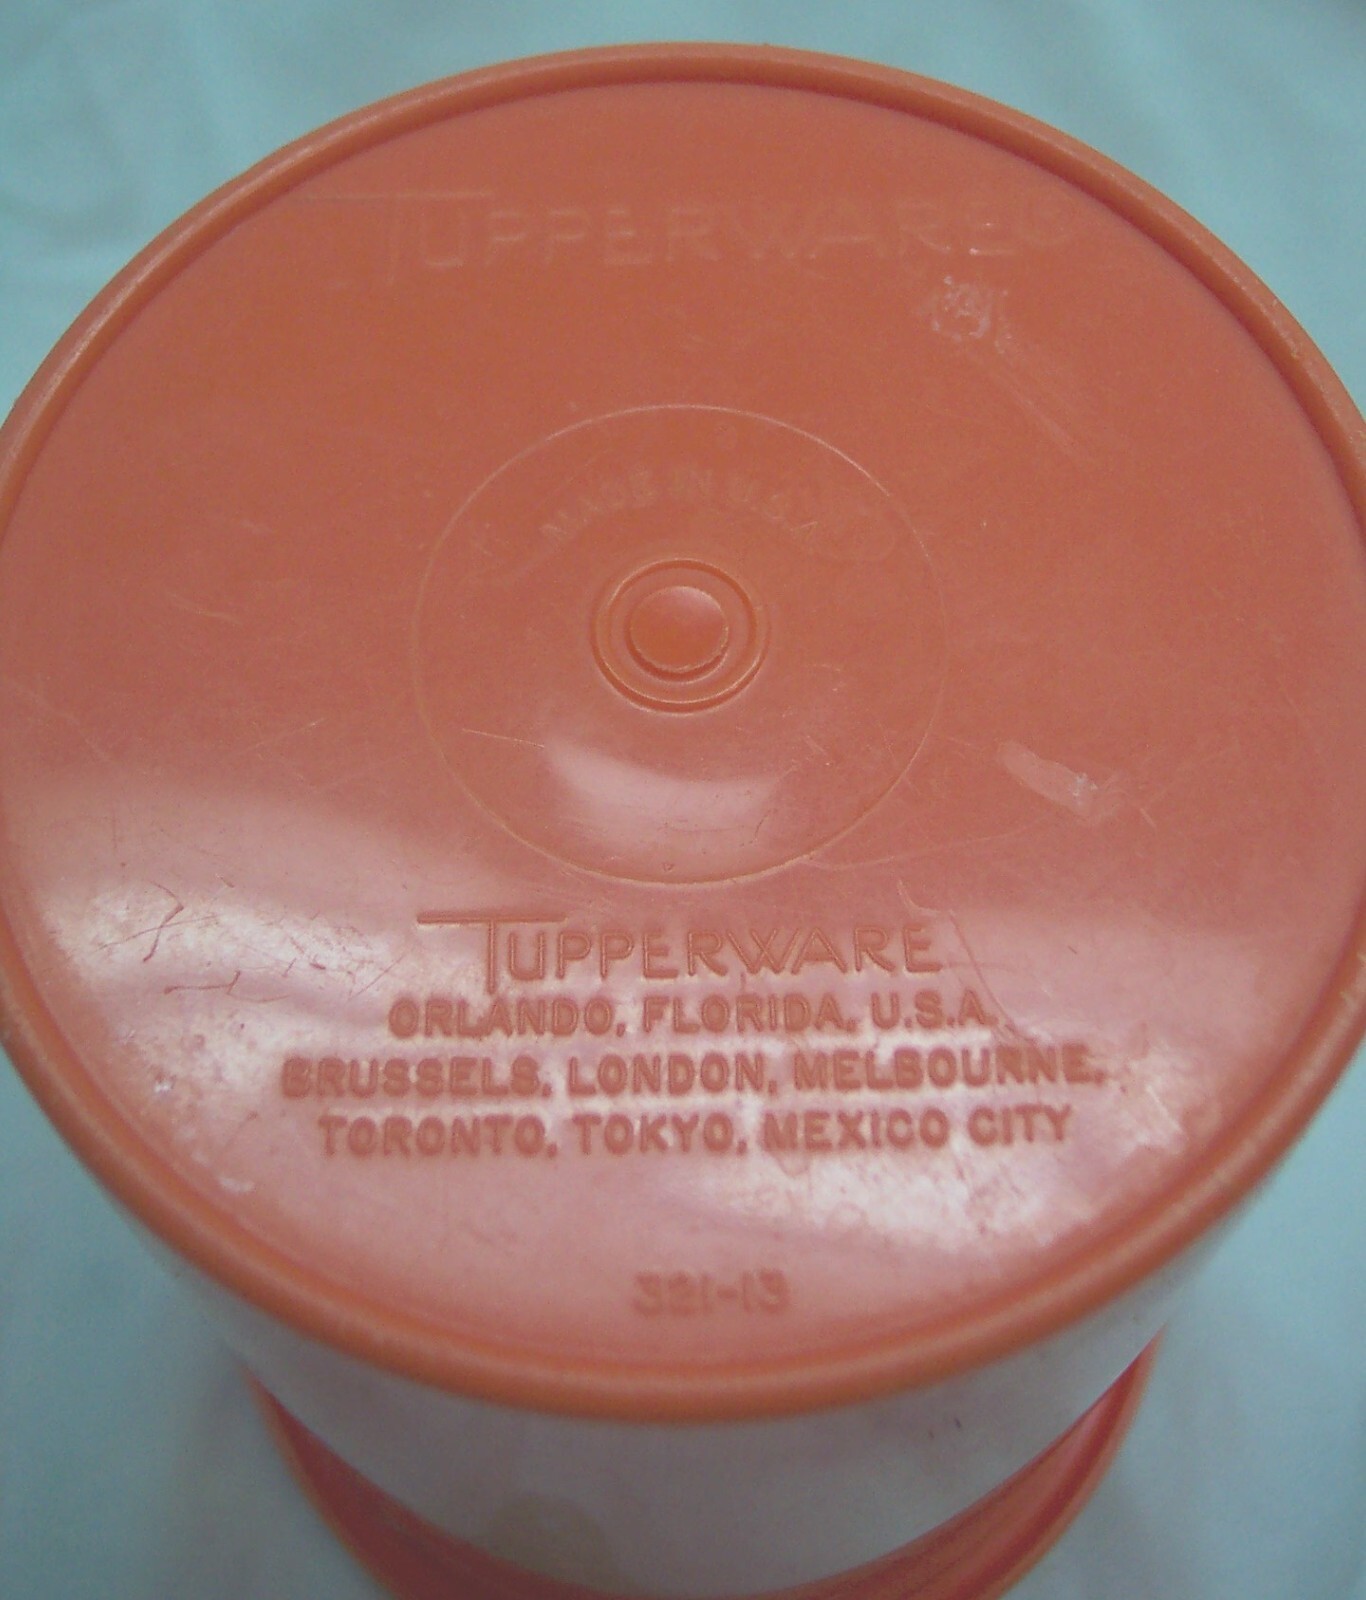 TUPPERWARE®
MADE IN U.S.A.
TUPPERWARE
ORLANDO, FLORIDA, U.S.A.
BRUSSELS, LONDON, MELBOURNE,
TORONTO, TOKYO, MEXICO CITY
321-13